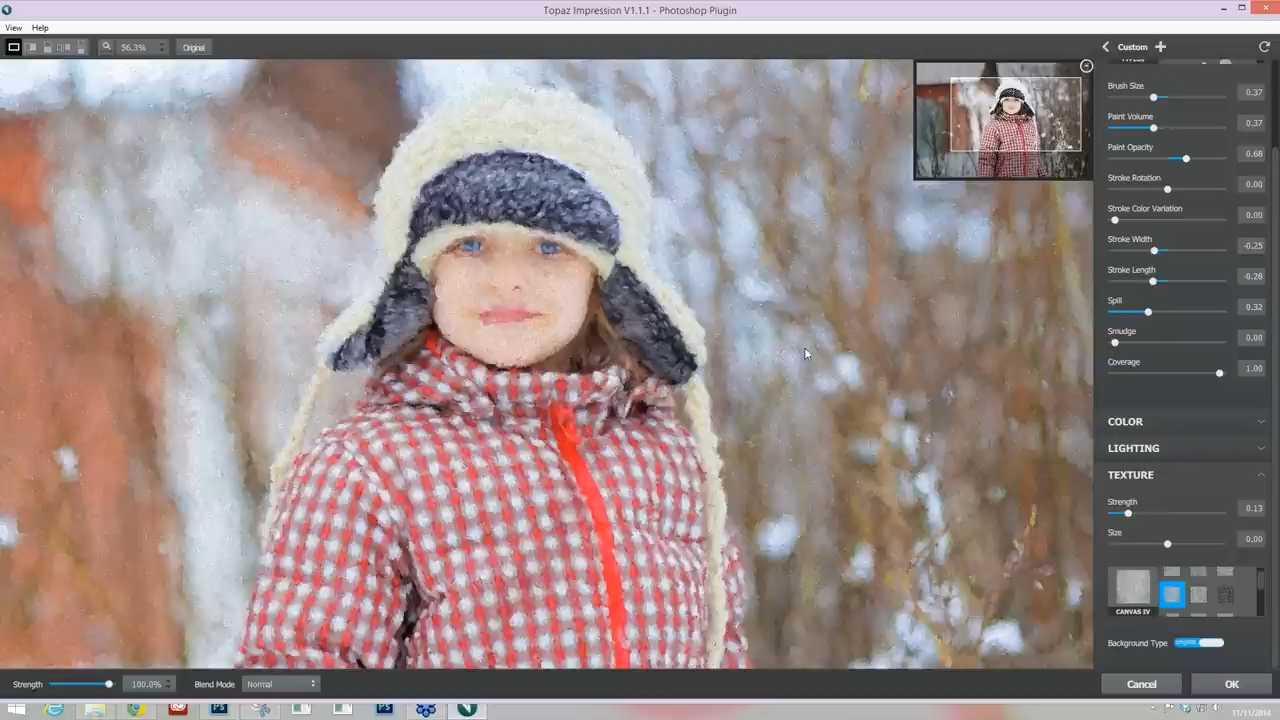 Topaz Impression V1.1.1 - Photoshop Plugin
View Help
56.3% Original
Custom
Brush Size 0.37
Paint Volume 0.37
Paint Opacity 0.68
Stroke Rotation 0.00
Stroke Color Variation 0.00
Stroke Width -0.25
Stroke Length -0.28
Spill 0.32
Smudge 0.00
Coverage 1.00
COLOR
LIGHTING
TEXTURE
Strength 0.13
Size 0.00
CANVAS IV
Background Type
Strength 100.0% Blend Mode Normal
Cancel OK
11/11/2014